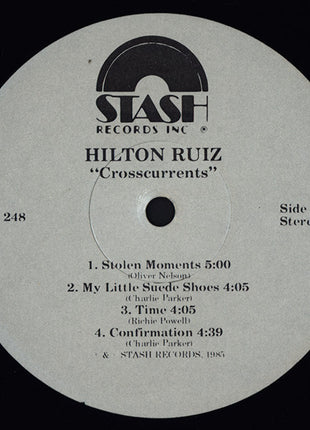 STASH
RECORDS INC ®
HILTON RUIZ
"Crosscurrents"
248
Side
Stereo
1. Stolen Moments 5:00
(Oliver Nelson)
2. My Little Suede Shoes 4:05
(Charlie Parker)
3. Time 4:05
(Richie Powell)
4. Confirmation 4:39
(Charlie Parker)
& STASH RECORDS, 1985